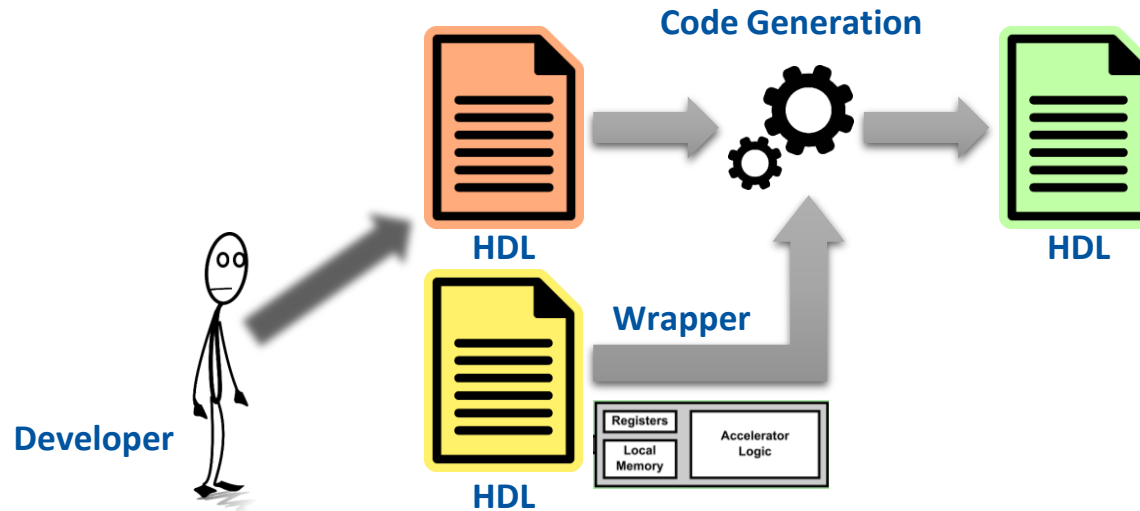 Code Generation
HDL
HDL
Wrapper
Developer
Registers
Local
Memory
Accelerator
Logic
HDL